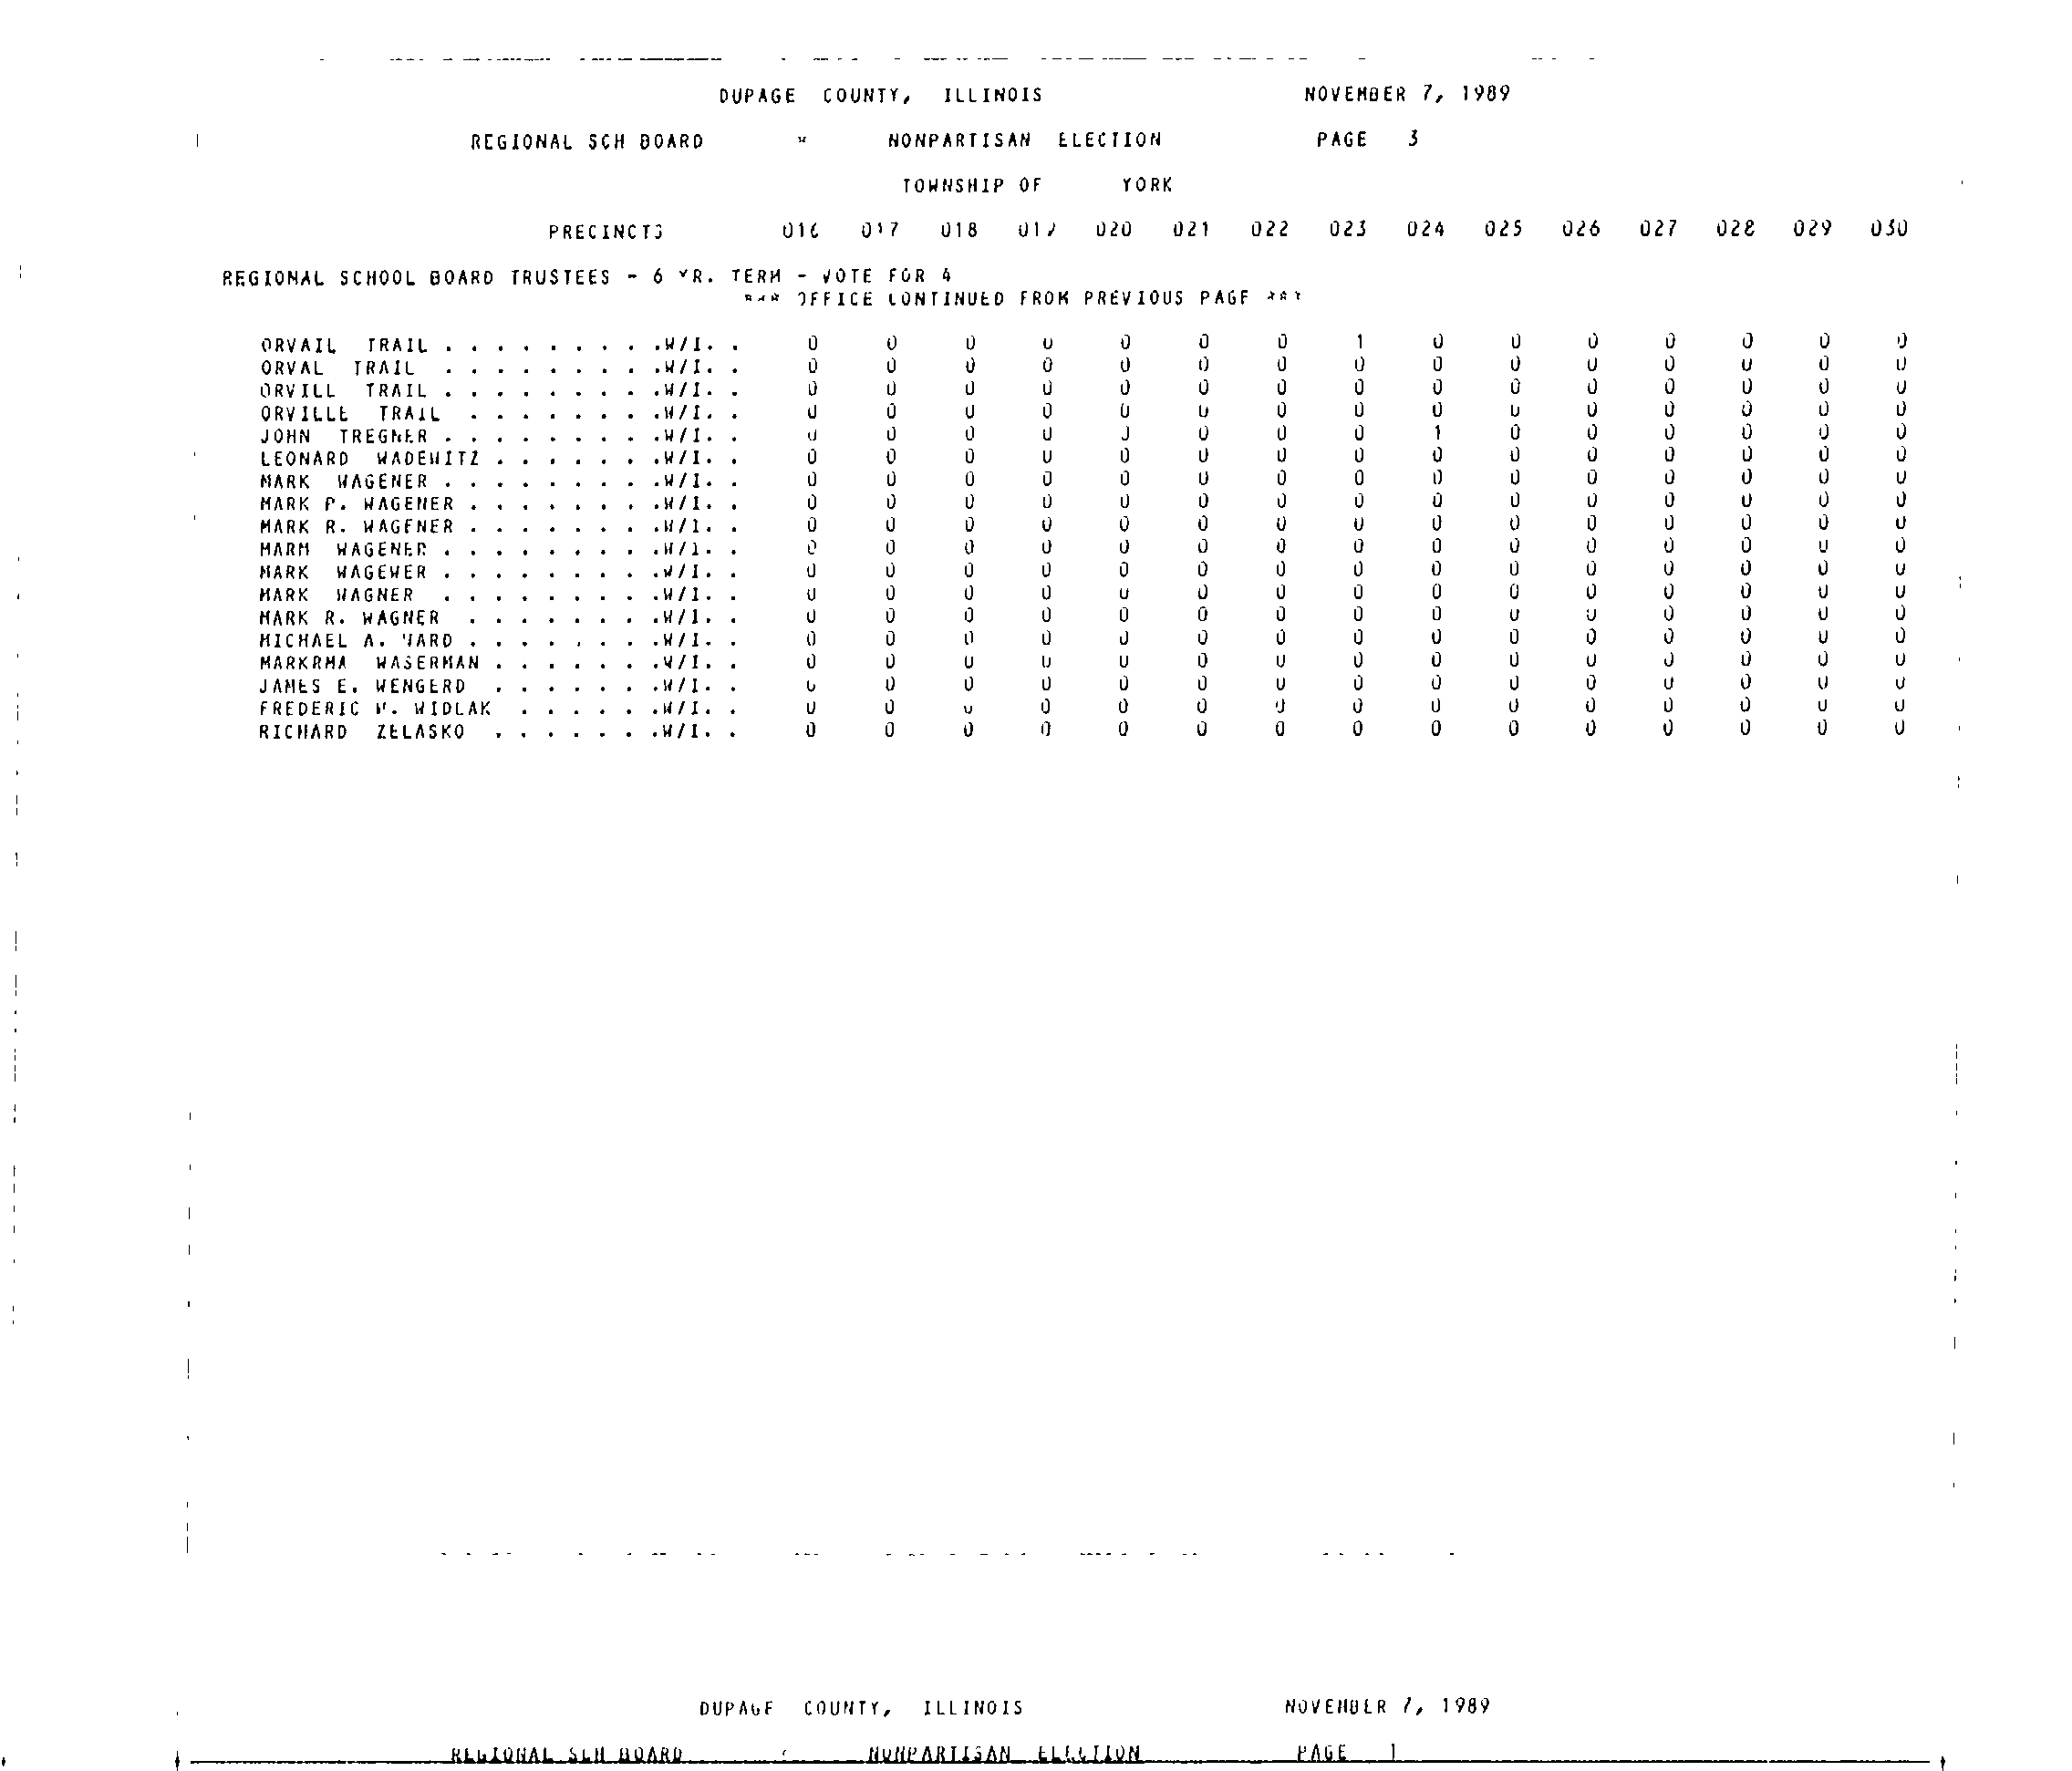 DUPAGE COUNTY, ILLINOIS NOVEMBER 7, 1989
REGIONAL SCH BOARD * NONPARTISAN ELECTION PAGE 3
TOWNSHIP OF YORK
PRECINCTS 016 017 018 019 020 021 022 023 024 025 026 027 028 029 030
REGIONAL SCHOOL BOARD TRUSTEES - 6 YR. TERM - VOTE FOR 4
*** OFFICE CONTINUED FROM PREVIOUS PAGE ***
ORVAIL TRAIL . . . . . . . . .W/I. . 0 0 0 0 0 0 0 1 0 0 0 0 0 0 0
ORVAL TRAIL . . . . . . . . .W/I. . 0 0 0 0 0 0 0 0 0 0 0 0 0 0 0
ORVILL TRAIL . . . . . . . . .W/I. . 0 0 0 0 0 0 0 0 0 0 0 0 0 0 0
ORVILLE TRAIL . . . . . . . .W/I. . 0 0 0 0 0 0 0 0 0 0 0 0 0 0 0
JOHN TREGNER . . . . . . . . .W/I. . 0 0 0 0 0 0 0 0 1 0 0 0 0 0 0
LEONARD WADEWITZ . . . . . . .W/I. . 0 0 0 0 0 0 0 0 0 0 0 0 0 0 0
MARK WAGENER . . . . . . . . .W/I. . 0 0 0 0 0 0 0 0 0 0 0 0 0 0 0
MARK P. WAGENER . . . . . . . .W/I. . 0 0 0 0 0 0 0 0 0 0 0 0 0 0 0
MARK R. WAGENER . . . . . . . .W/I. . 0 0 0 0 0 0 0 0 0 0 0 0 0 0 0
MARM WAGENER . . . . . . . . .W/I. . 0 0 0 0 0 0 0 0 0 0 0 0 0 0 0
MARK WAGEWER . . . . . . . . .W/I. . 0 0 0 0 0 0 0 0 0 0 0 0 0 0 0
MARK WAGNER . . . . . . . . .W/I. . 0 0 0 0 0 0 0 0 0 0 0 0 0 0 0
MARK R. WAGNER . . . . . . . .W/I. . 0 0 0 0 0 0 0 0 0 0 0 0 0 0 0
MICHAEL A. WARD . . . . . . . .W/I. . 0 0 0 0 0 0 0 0 0 0 0 0 0 0 0
MARKRMA WASERMAN . . . . . . .W/I. . 0 0 0 0 0 0 0 0 0 0 0 0 0 0 0
JAMES E. WENGERD . . . . . . .W/I. . 0 0 0 0 0 0 0 0 0 0 0 0 0 0 0
FREDERIC W. WIDLAK . . . . . .W/I. . 0 0 0 0 0 0 0 0 0 0 0 0 0 0 0
RICHARD ZELASKO . . . . . . .W/I. . 0 0 0 0 0 0 0 0 0 0 0 0 0 0 0
DUPAGE COUNTY, ILLINOIS NOVEMBER 7, 1989
REGIONAL SCH BOARD NONPARTISAN ELECTION PAGE 1